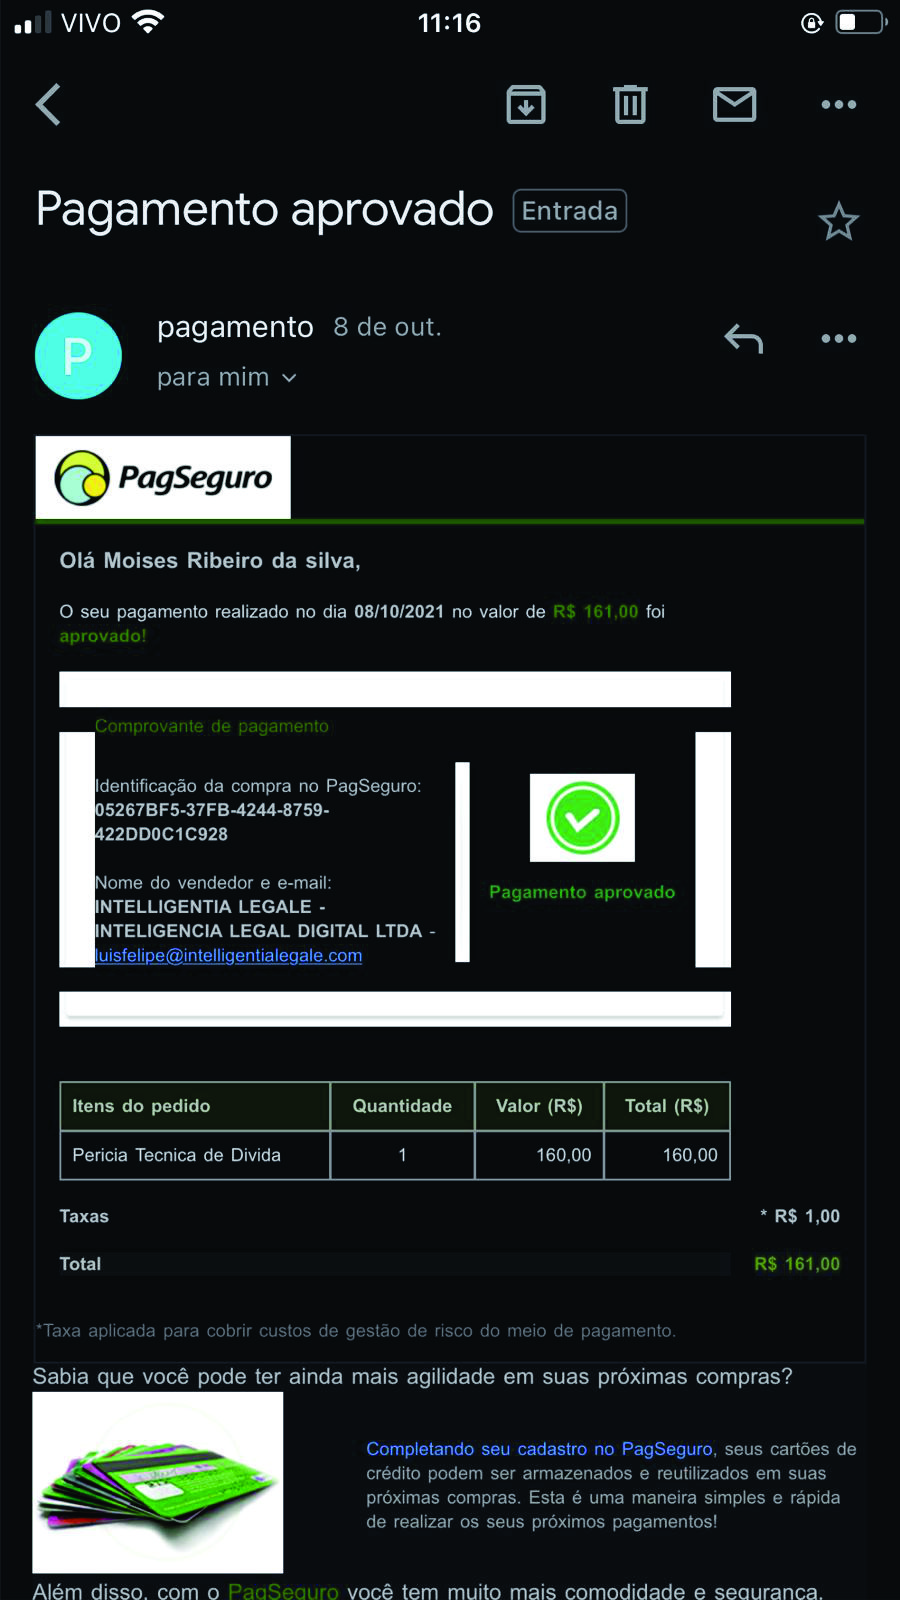 VIVO 11:16
Pagamento aprovado Entrada
P
pagamento 8 de out.
para mim
PagSeguro
Olá Moises Ribeiro da silva,
O seu pagamento realizado no dia 08/10/2021 no valor de R$ 161,00 foi
aprovado!
Comprovante de pagamento
Identificação da compra no PagSeguro:
05267BF5-37FB-4244-8759-
422DD0C1C928
Nome do vendedor e e-mail:
INTELLIGENTIA LEGALE -
INTELIGENCIA LEGAL DIGITAL LTDA -
luisfelipe@intelligentialegale.com
Pagamento aprovado
Itens do pedido Quantidade Valor (R$) Total (R$)
Pericia Tecnica de Divida 1 160,00 160,00
Taxas * R$ 1,00
Total R$ 161,00
*Taxa aplicada para cobrir custos de gestão de risco do meio de pagamento.
Sabia que você pode ter ainda mais agilidade em suas próximas compras?
Completando seu cadastro no PagSeguro, seus cartões de
crédito podem ser armazenados e reutilizados em suas
próximas compras. Esta é uma maneira simples e rápida
de realizar os seus próximos pagamentos!
Além disso, com o PagSeguro você tem muito mais comodidade e segurança.